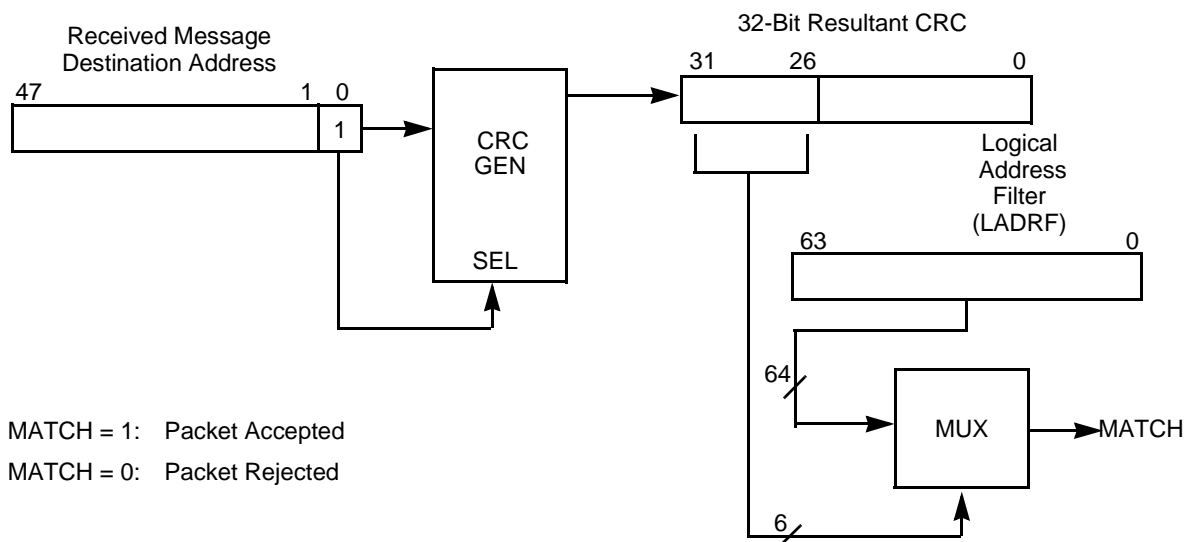 Received Message
Destination Address
47 1 0
1
CRC
GEN
SEL
32-Bit Resultant CRC
31 26 0
Logical
Address
Filter
(LADRF)
63 0
64
MUX
MATCH
6
MATCH = 1: Packet Accepted
MATCH = 0: Packet Rejected